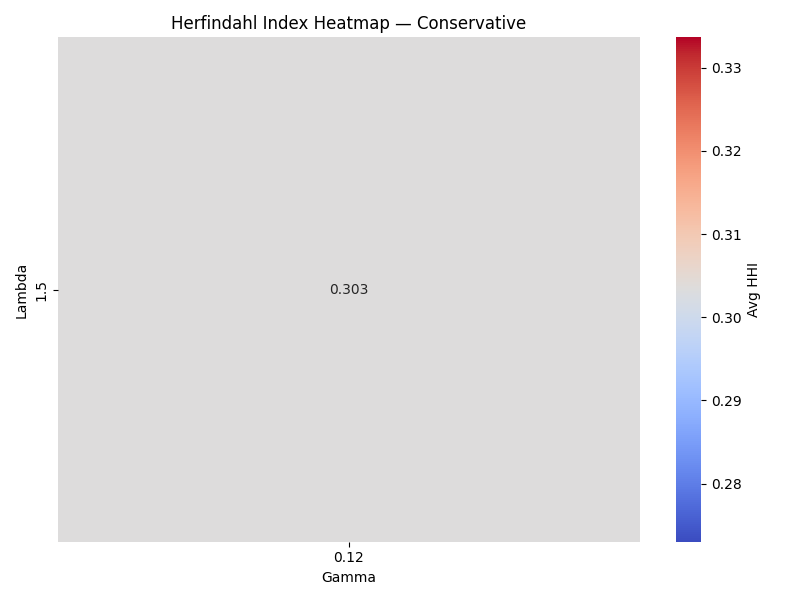 Herfindahl Index Heatmap — Conservative
Lambda
1.5
0.303
0.12
Gamma
0.33
0.32
0.31
0.30
0.29
0.28
Avg HHI